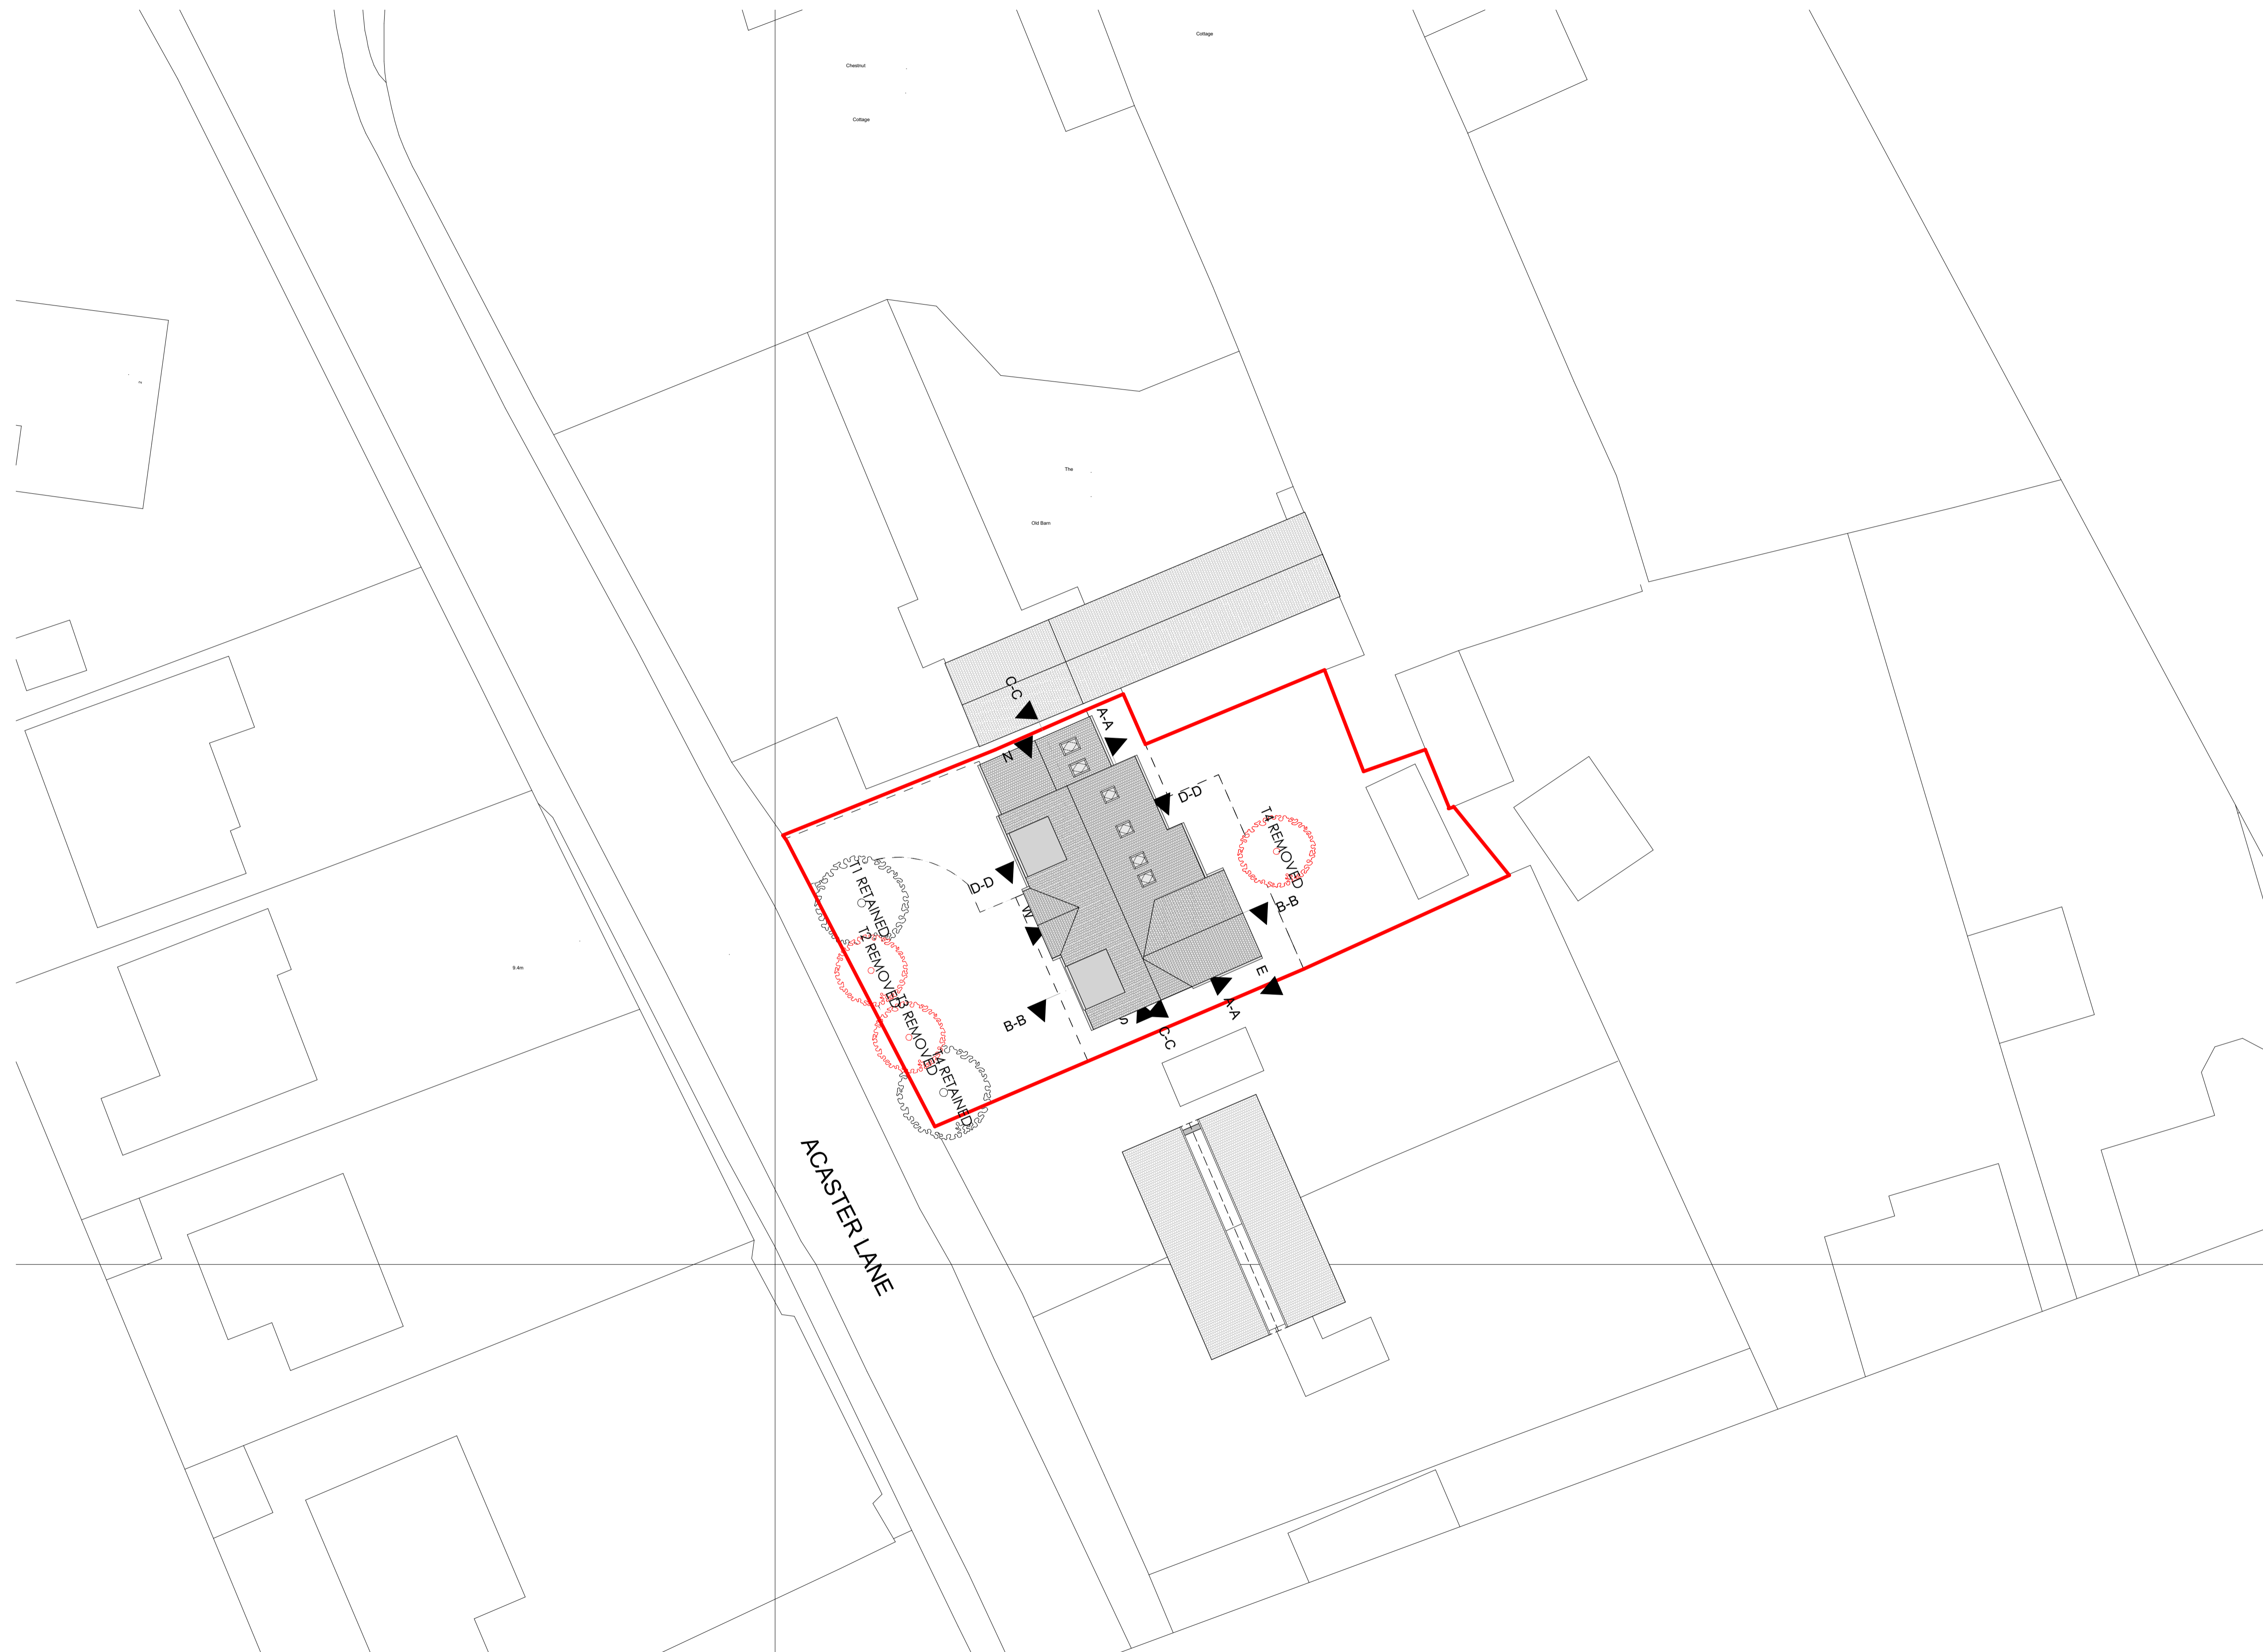 Cottage
Chestnut
Cottage
2
The
Old Barn
C-C
A-A
N
D-D
T4 REMOVED
T1 RETAINED
D-D
W
B-B
T2 REMOVED
9.4m
E
T3 REMOVED
A-A
B-B
S
C-C
T4 RETAINED
ACASTER LANE